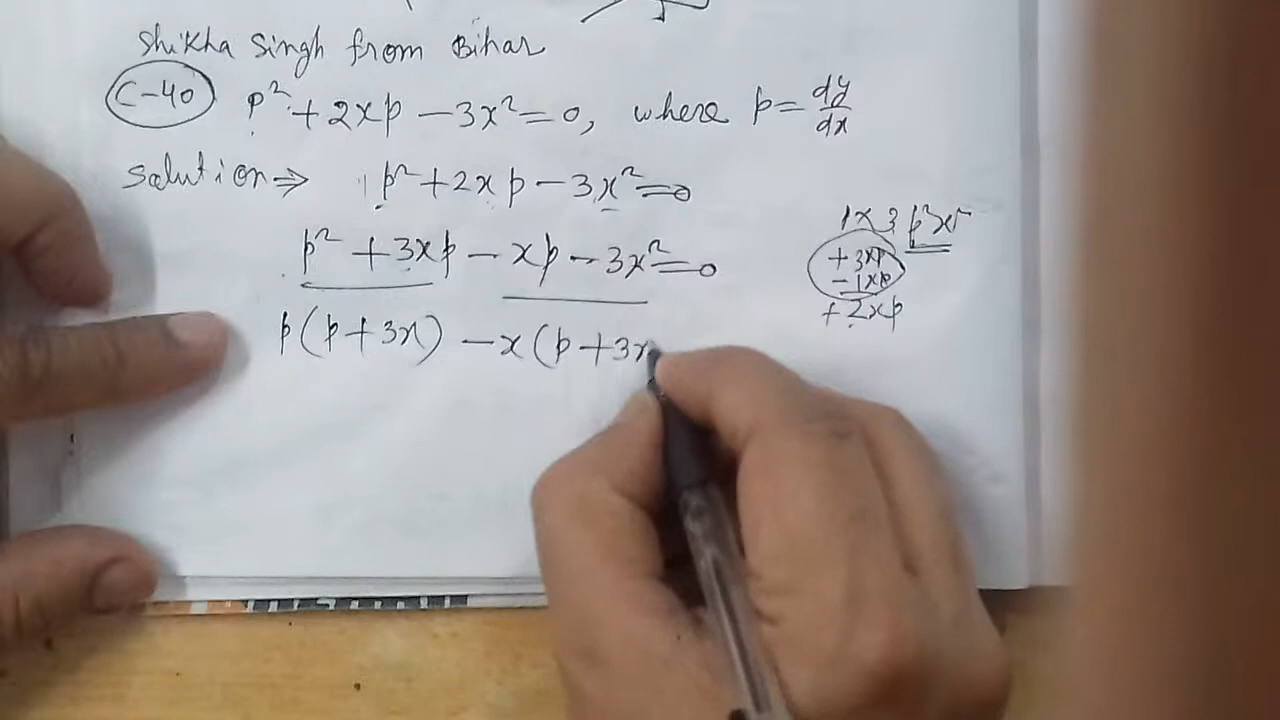 Shikha Singh from Bihar
C-40 p² + 2xp - 3x² = 0, where p = dy/dx
Solution ⇒ p² + 2xp - 3x² = 0
p² + 3xp - xp - 3x² = 0
p(p + 3x) - x(p + 3x
1 x 3 p²x²
+ 3xp
- 1xp
+ 2xp